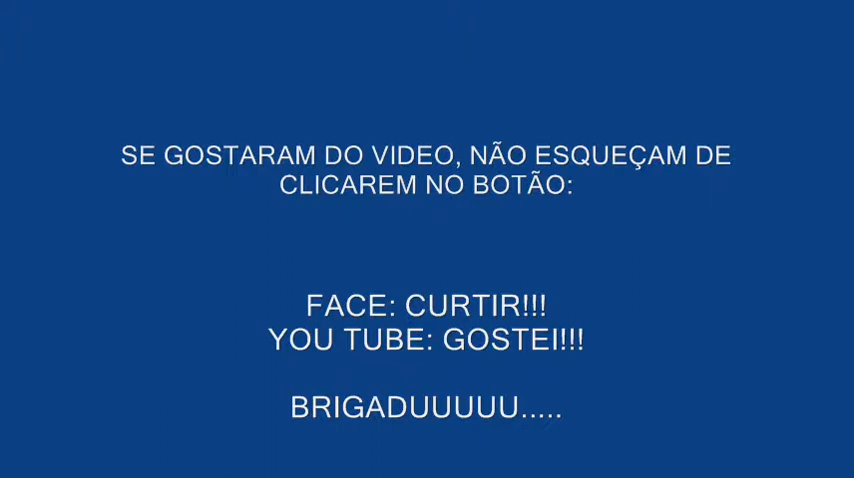 SE GOSTARAM DO VIDEO, NÃO ESQUEÇAM DE
CLICAREM NO BOTÃO:
FACE: CURTIR!!!
YOU TUBE: GOSTEI!!!
BRIGADUUUUU.....